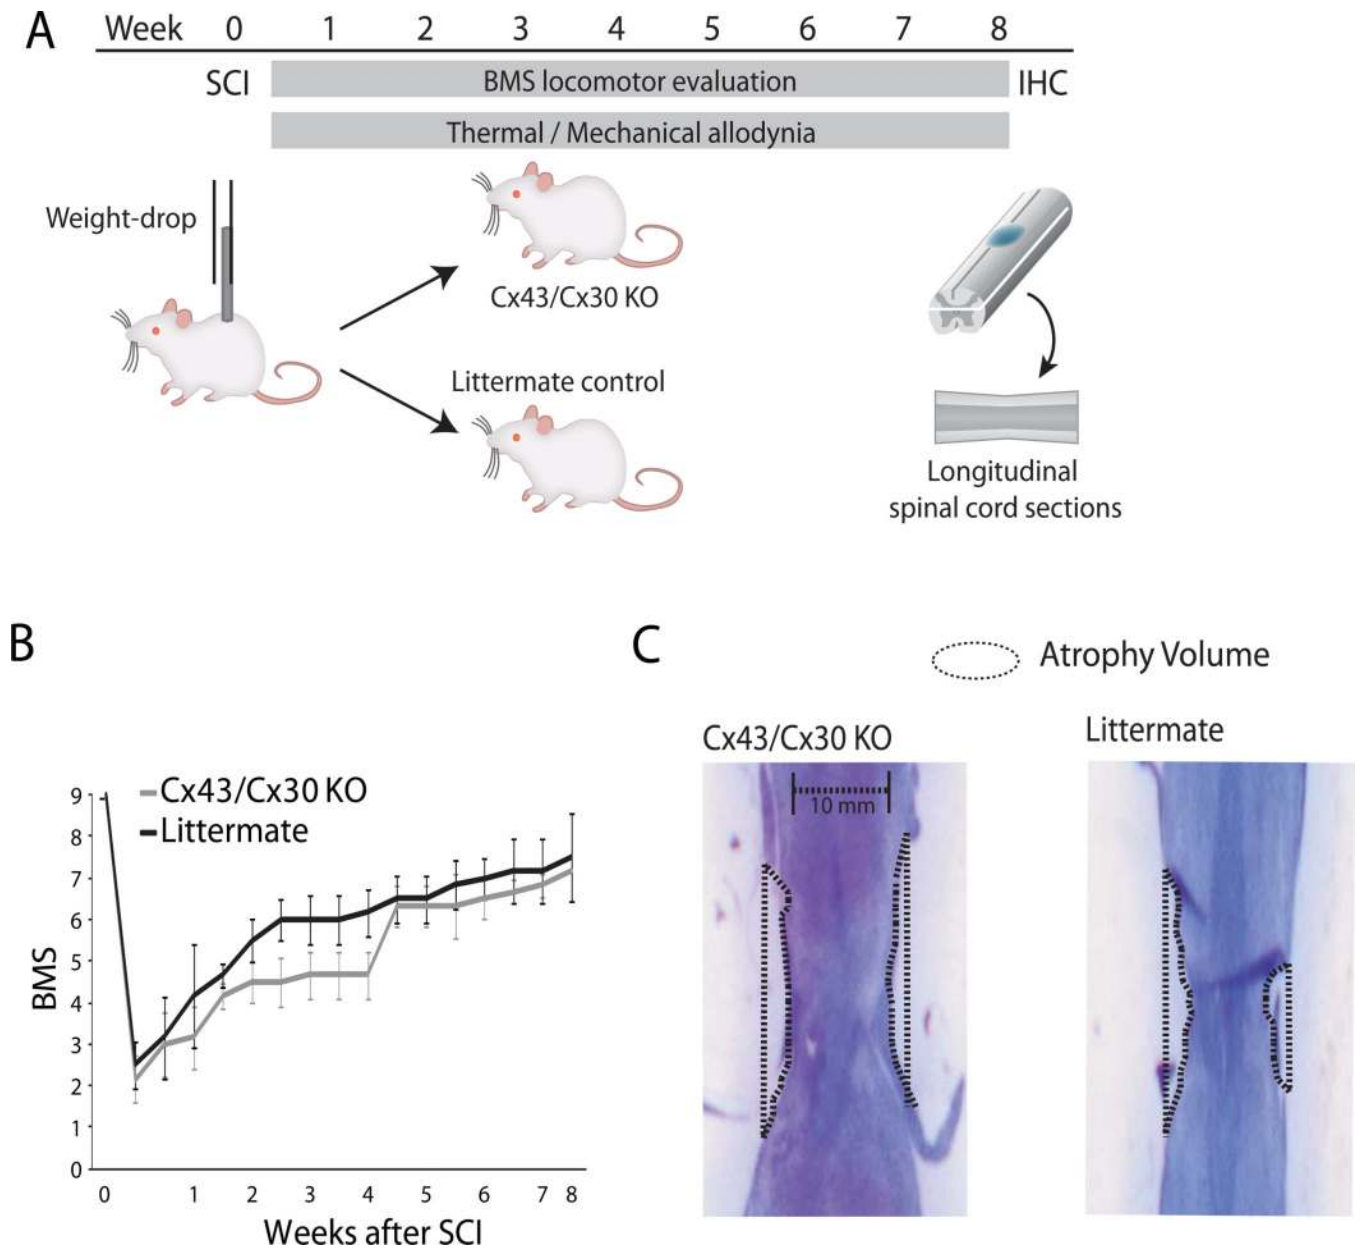 A
Week 0 1 2 3 4 5 6 7 8
SCI
BMS locomotor evaluation
IHC
Thermal / Mechanical allodynia
Weight-drop
Cx43/Cx30 KO
Littermate control
Longitudinal
spinal cord sections
B
Cx43/Cx30 KO
Littermate
BMS
9
8
7
6
5
4
3
2
1
0
0 1 2 3 4 5 6 7 8
Weeks after SCI
C
Atrophy Volume
Cx43/Cx30 KO
Littermate
10 mm